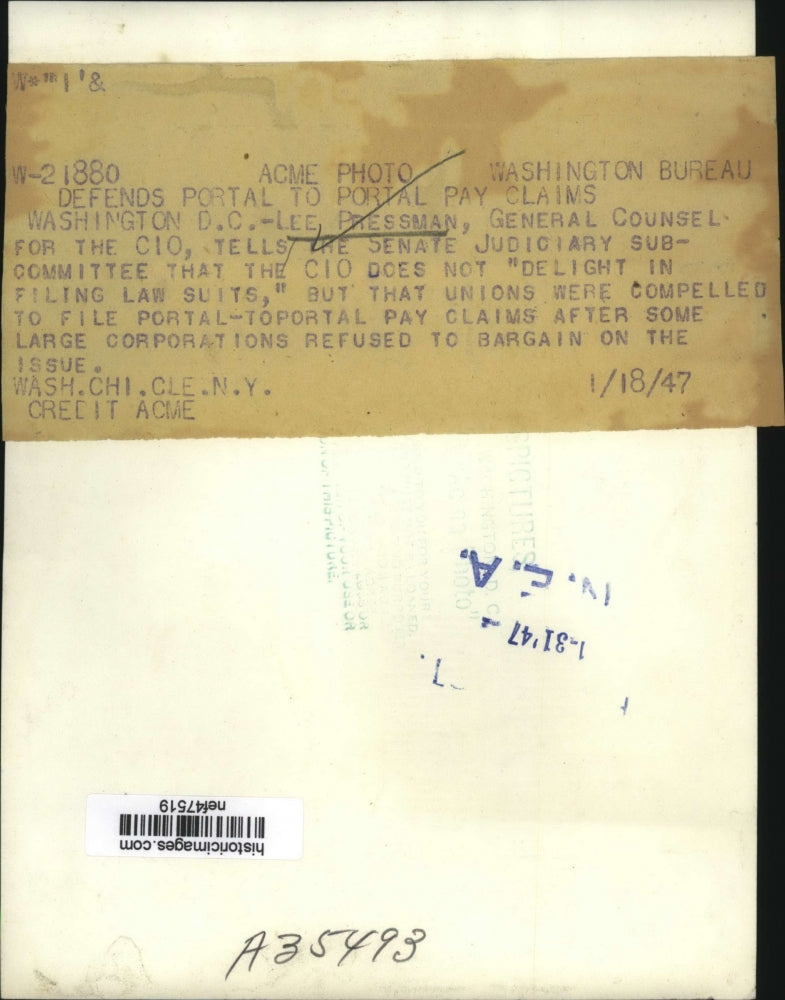 W-21880 ACME PHOTO WASHINGTON BUREAU
DEFENDS PORTAL TO PORTAL PAY CLAIMS
WASHINGTON D.C.-LEE PRESSMAN, GENERAL COUNSEL
FOR THE CIO, TELLS THE SENATE JUDICIARY SUB-
COMMITTEE THAT THE CIO DOES NOT "DELIGHT IN
FILING LAW SUITS," BUT THAT UNIONS WERE COMPELLED
TO FILE PORTAL-TOPORTAL PAY CLAIMS AFTER SOME
LARGE CORPORATIONS REFUSED TO BARGAIN ON THE
ISSUE.
WASH.CHI.CLE.N.Y. 1/18/47
CREDIT ACME
PICTURES
N.E.A.
1-31'47
nef47519
historicimages.com
A35493